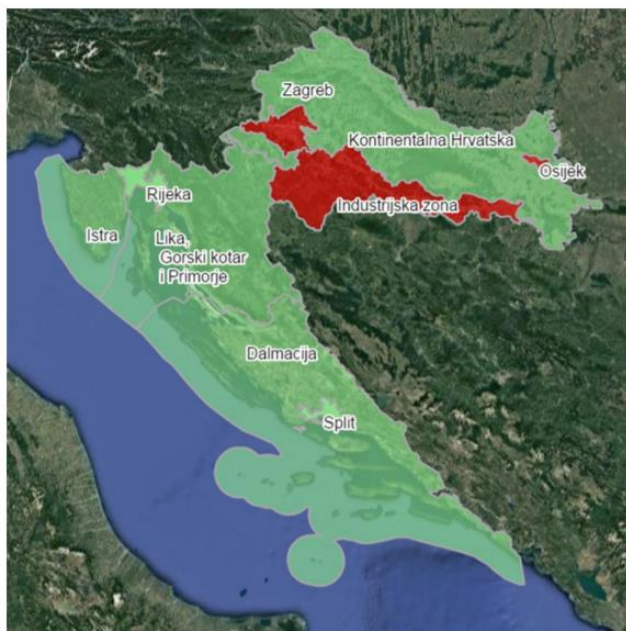 Zagreb
Kontinentalna Hrvatska
Osijek
Rijeka
Industrijska zona
Istra
Lika,
Gorski kotar
i Primorje
Dalmacija
Split